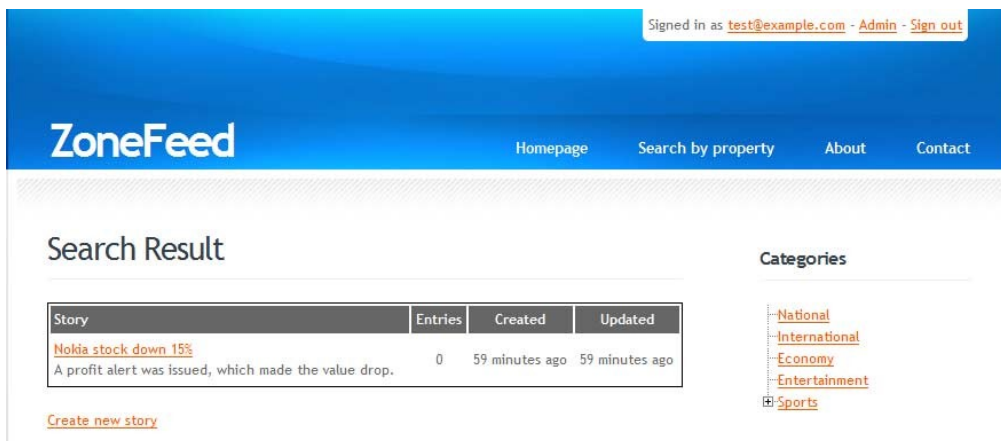 Signed in as test@example.com - Admin - Sign out
ZoneFeed
Homepage Search by property About Contact
Search Result
Story Entries Created Updated
Nokia stock down 15%
A profit alert was issued, which made the value drop. 0 59 minutes ago 59 minutes ago
Create new story
Categories
National
International
Economy
Entertainment
Sports